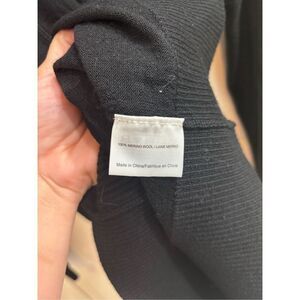 100% MERINO WOOL / LAINE MERINO
Made in China/Fabriqué en Chine